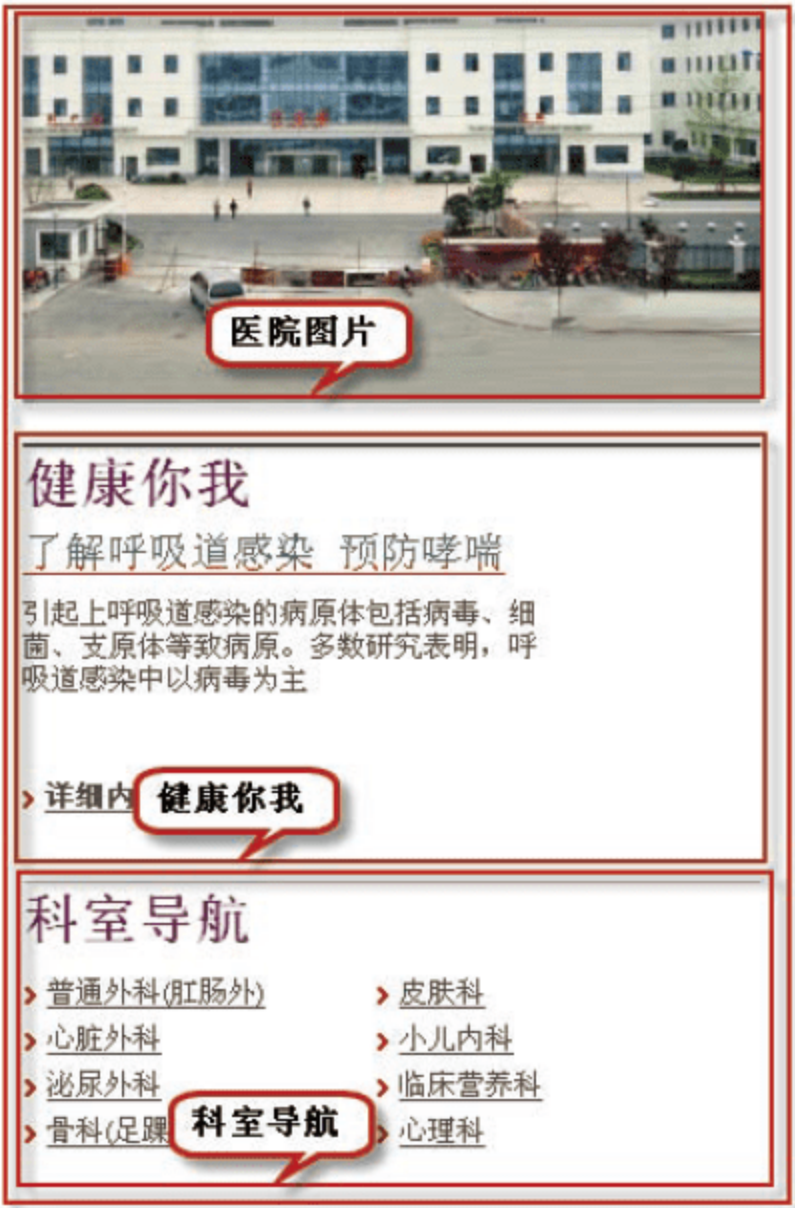 医院图片
健康你我
了解呼吸道感染 预防哮喘
引起上呼吸道感染的病原体包括病毒、细
菌、支原体等致病原。多数研究表明，呼
吸道感染中以病毒为主
详细内
健康你我
科室导航
普通外科(肛肠外)
皮肤科
心脏外科
小儿内科
泌尿外科
临床营养科
骨科(足踝
心理科
科室导航